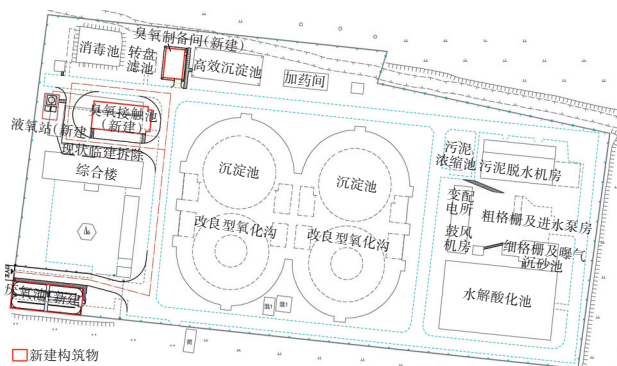 臭氧制备间(新建)
消毒池
转盘
滤池
高效沉淀池
加药间
臭氧接触池
(新建)
液氧站(新建
现状临建拆除
综合楼
沉淀池
沉淀池
改良型氧化沟
改良型氧化沟
污泥
浓缩池
污泥脱水机房
变配
电所
粗格栅及进水泵房
鼓风
机房
细格栅及曝气
沉砂池
水解酸化池
新建
新建构筑物